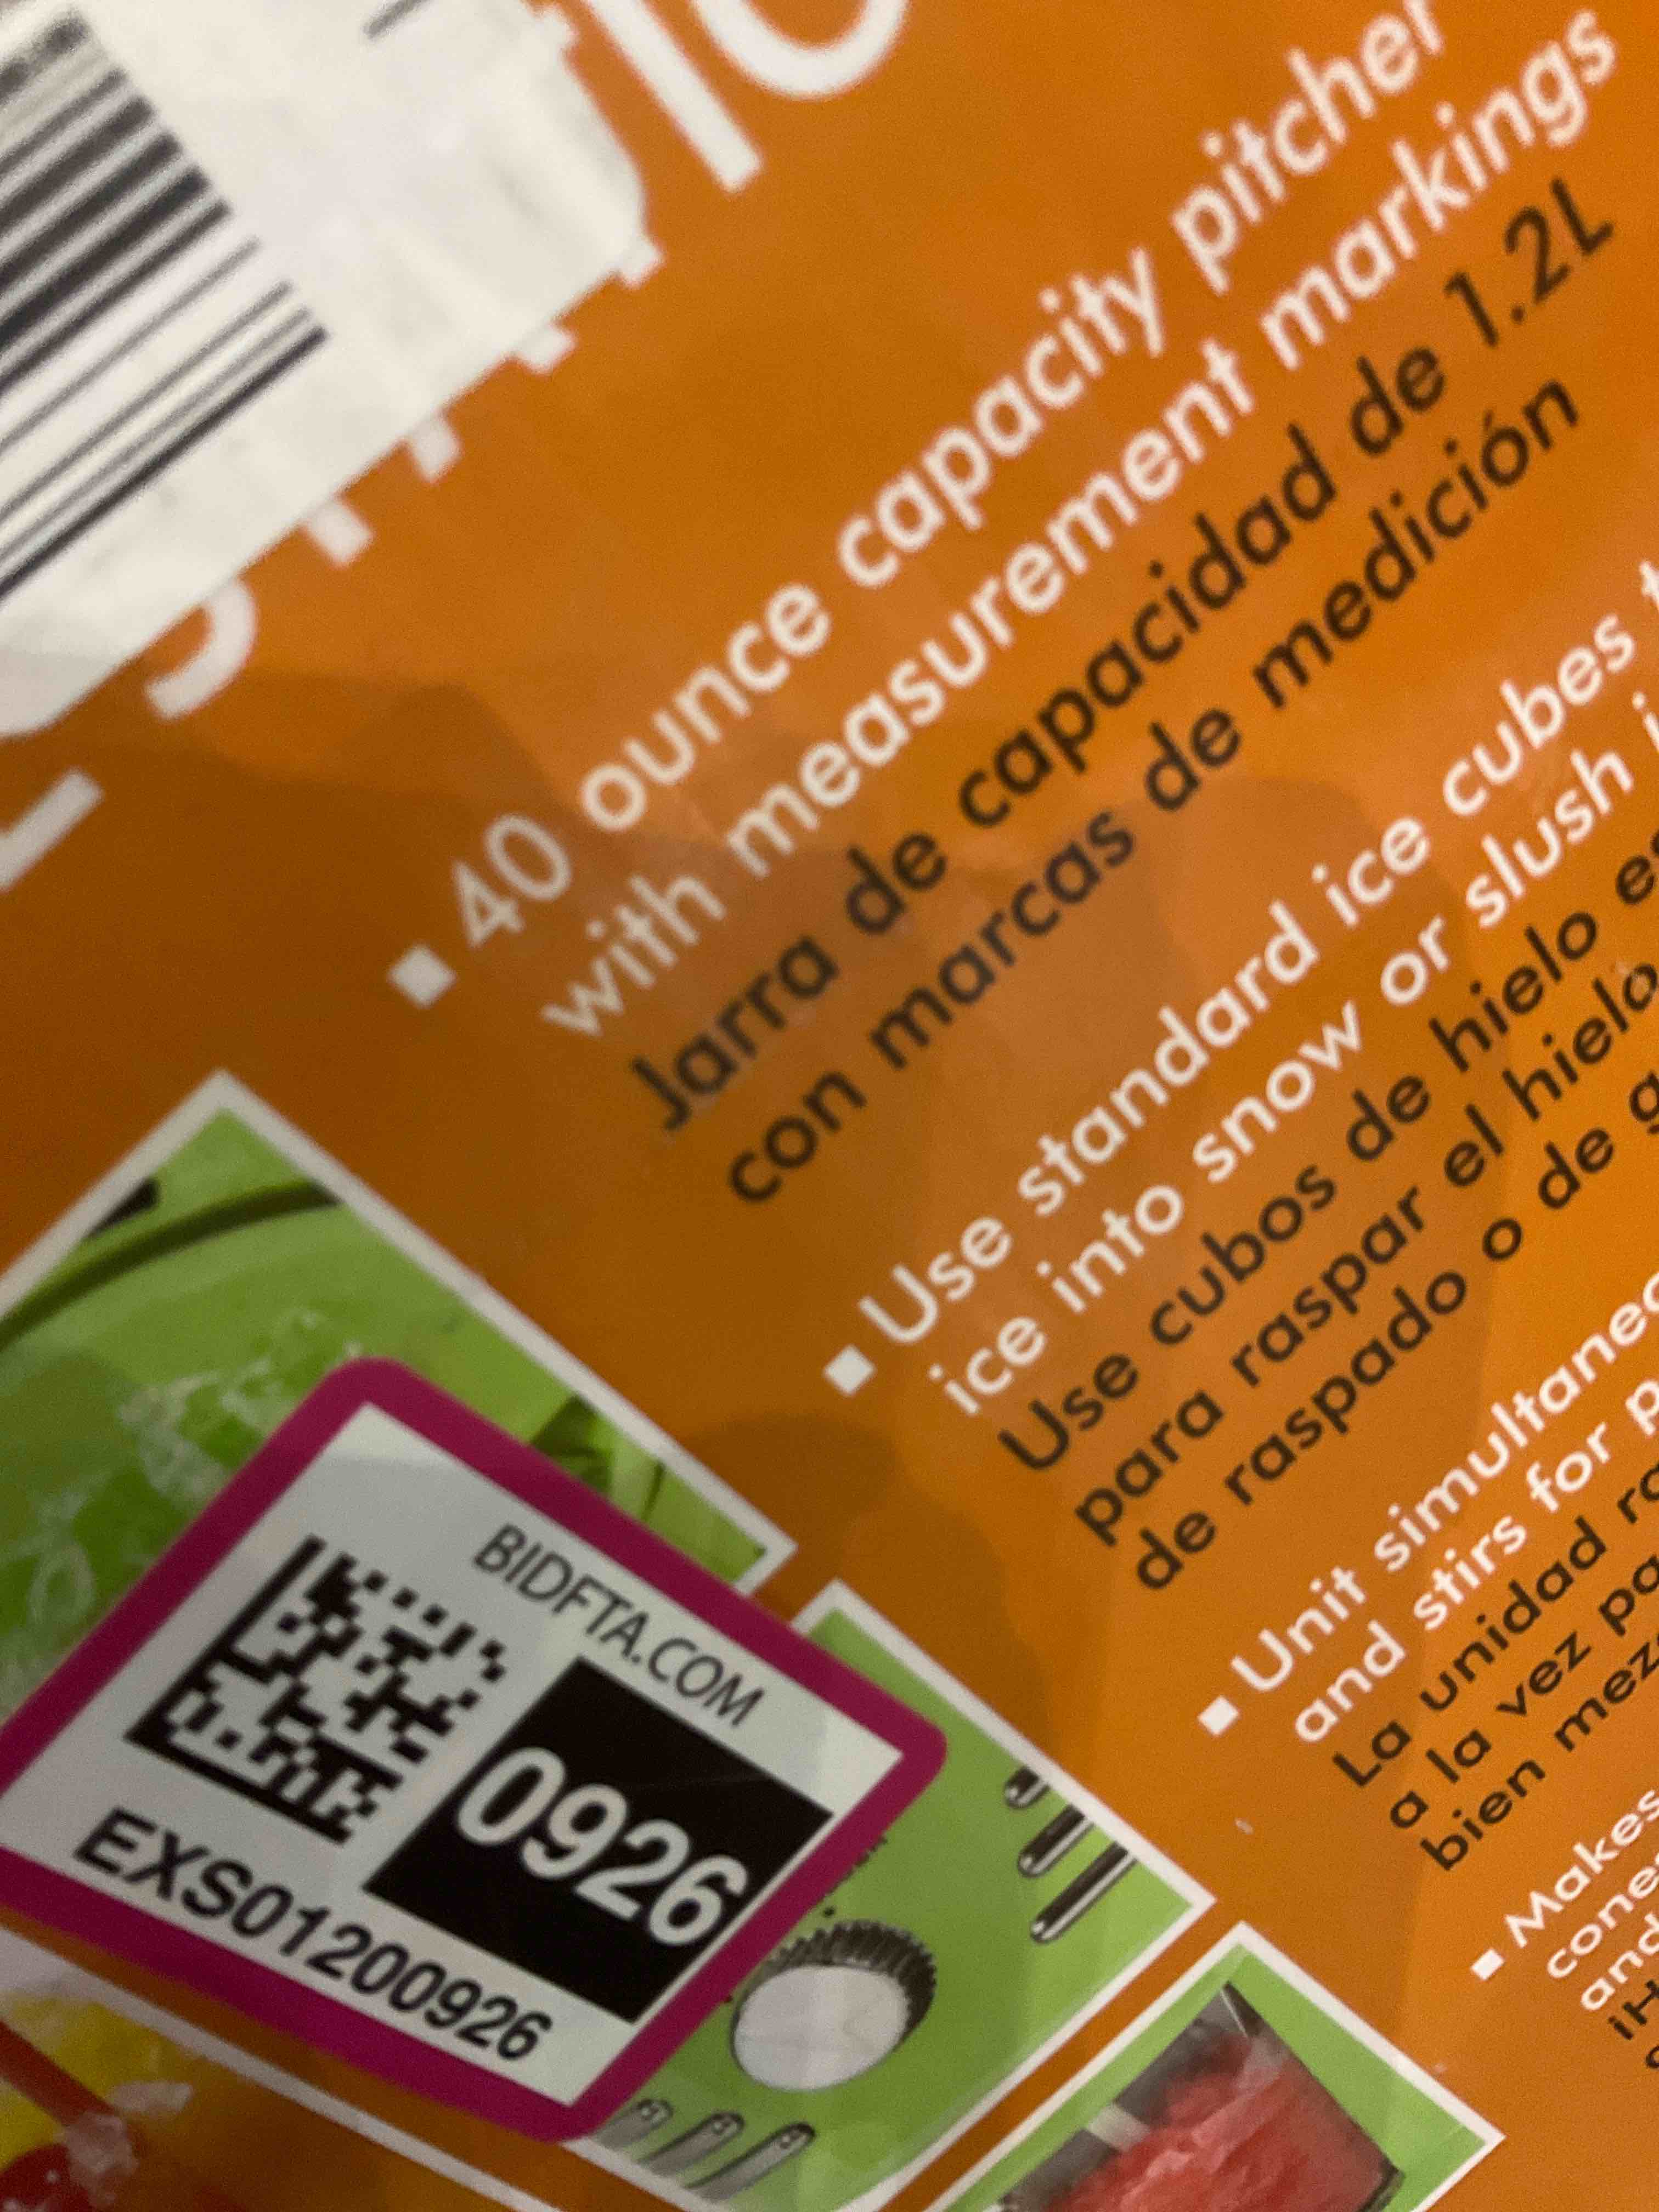 40 ounce capacity pitcher
with measurement markings
Jarra de capacidad de 1.2L
con marcas de medición
Use standard ice cubes
ice into snow or slush
Use cubos de hielo
para raspar el hielo
de raspado o de
Unit
and stirs for
La unidad
a la vez
bien
Makes
and
BIDFTA.COM
0926
EXS01200926